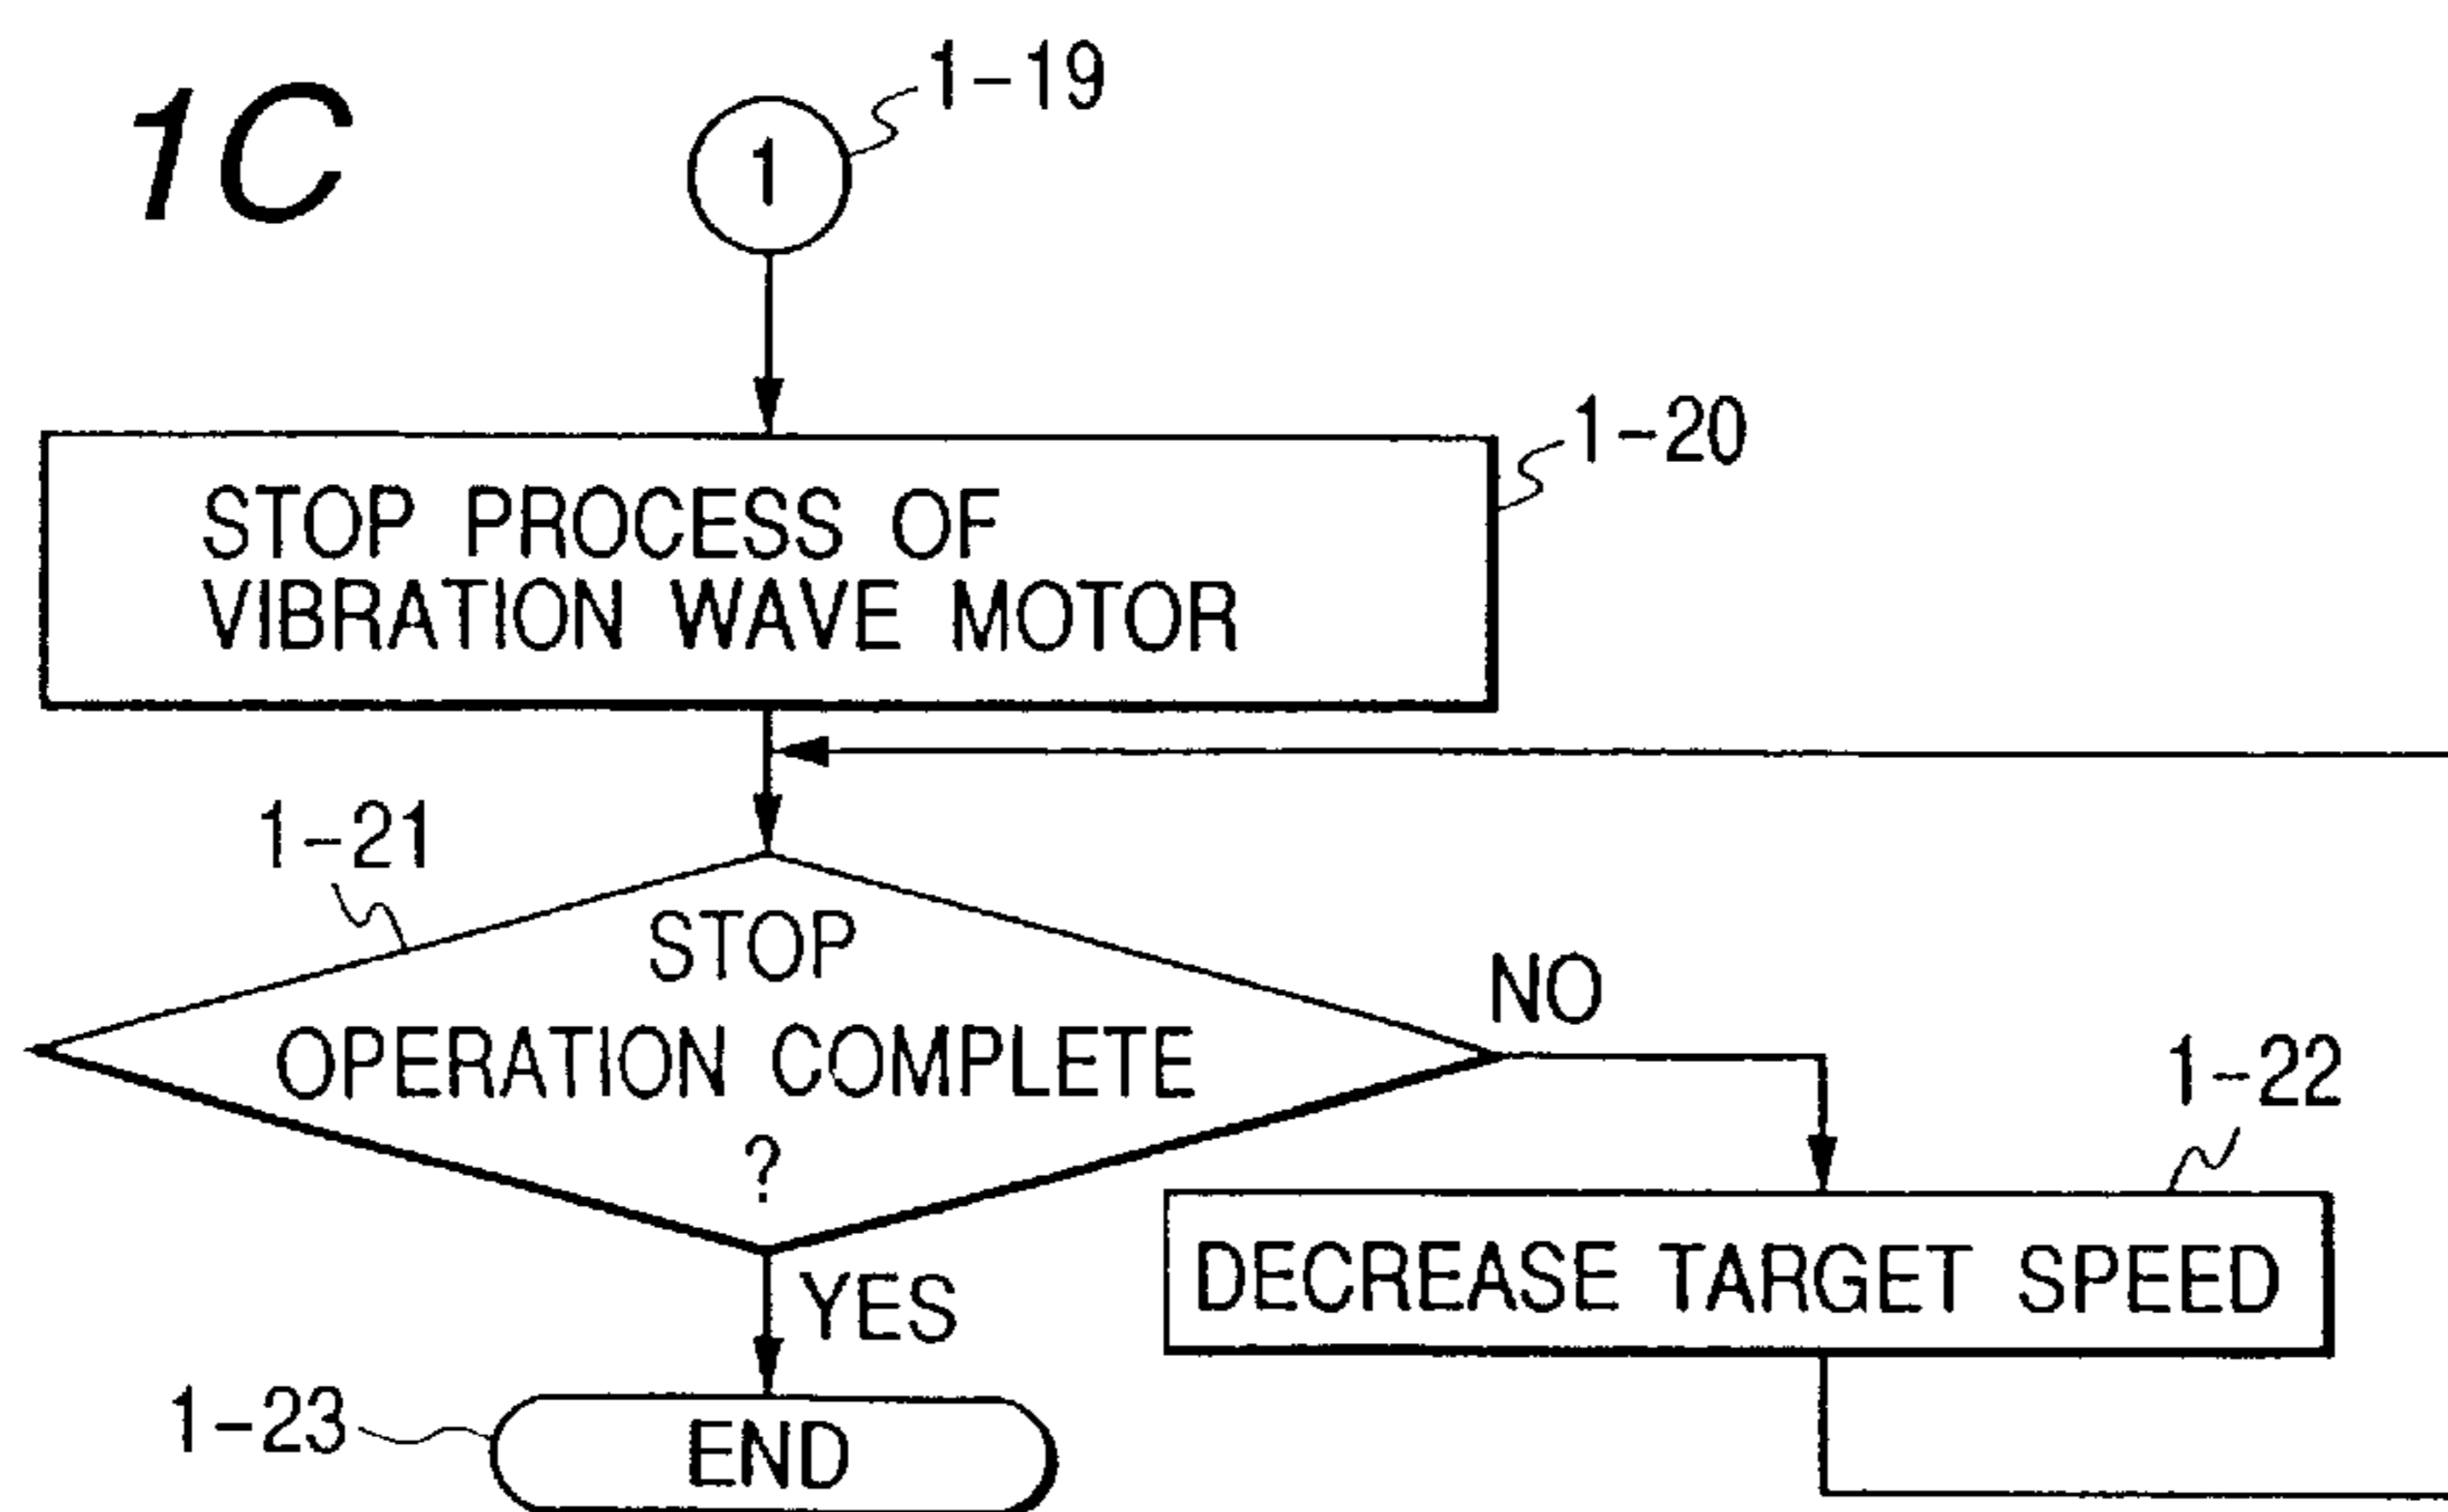 1C
1-19
1
1-20
STOP PROCESS OF
VIBRATION WAVE MOTOR
1-21
STOP
OPERATION COMPLETE
?
NO
1-22
DECREASE TARGET SPEED
YES
1-23
END